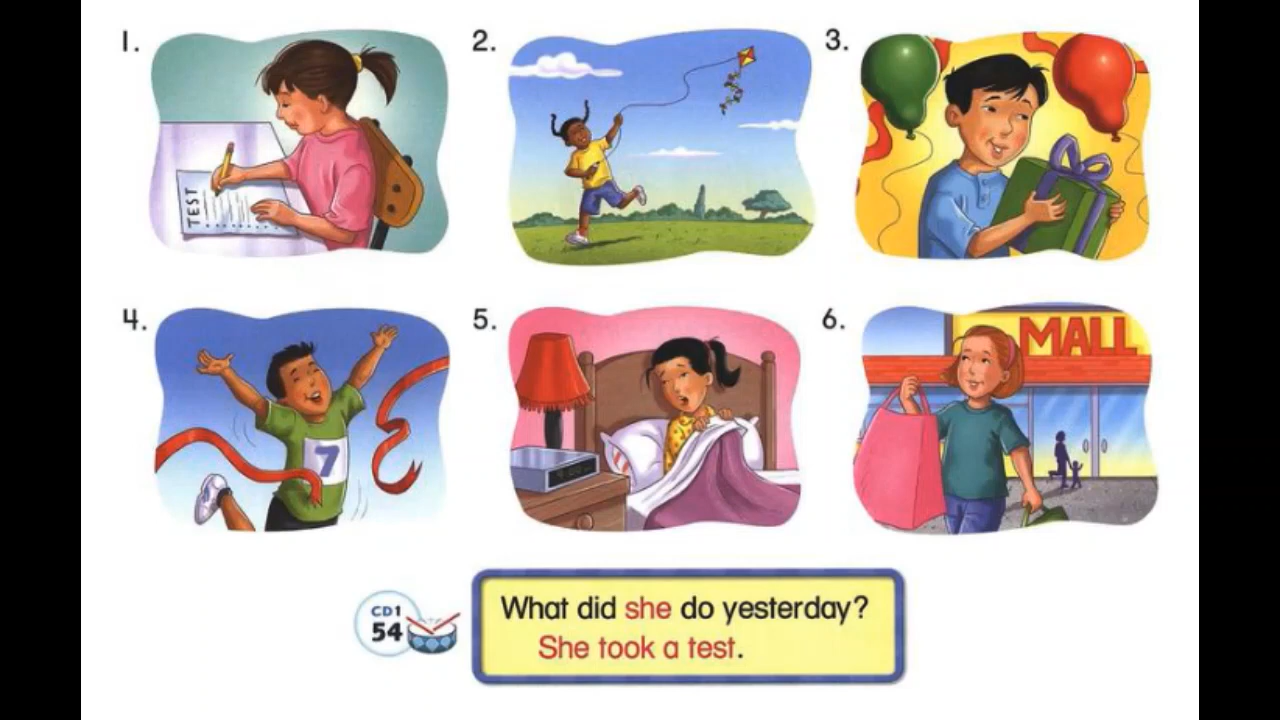 1.
2.
3.
TEST
4.
5.
6.
7
MALL
CD1
54
What did she do yesterday?
She took a test.